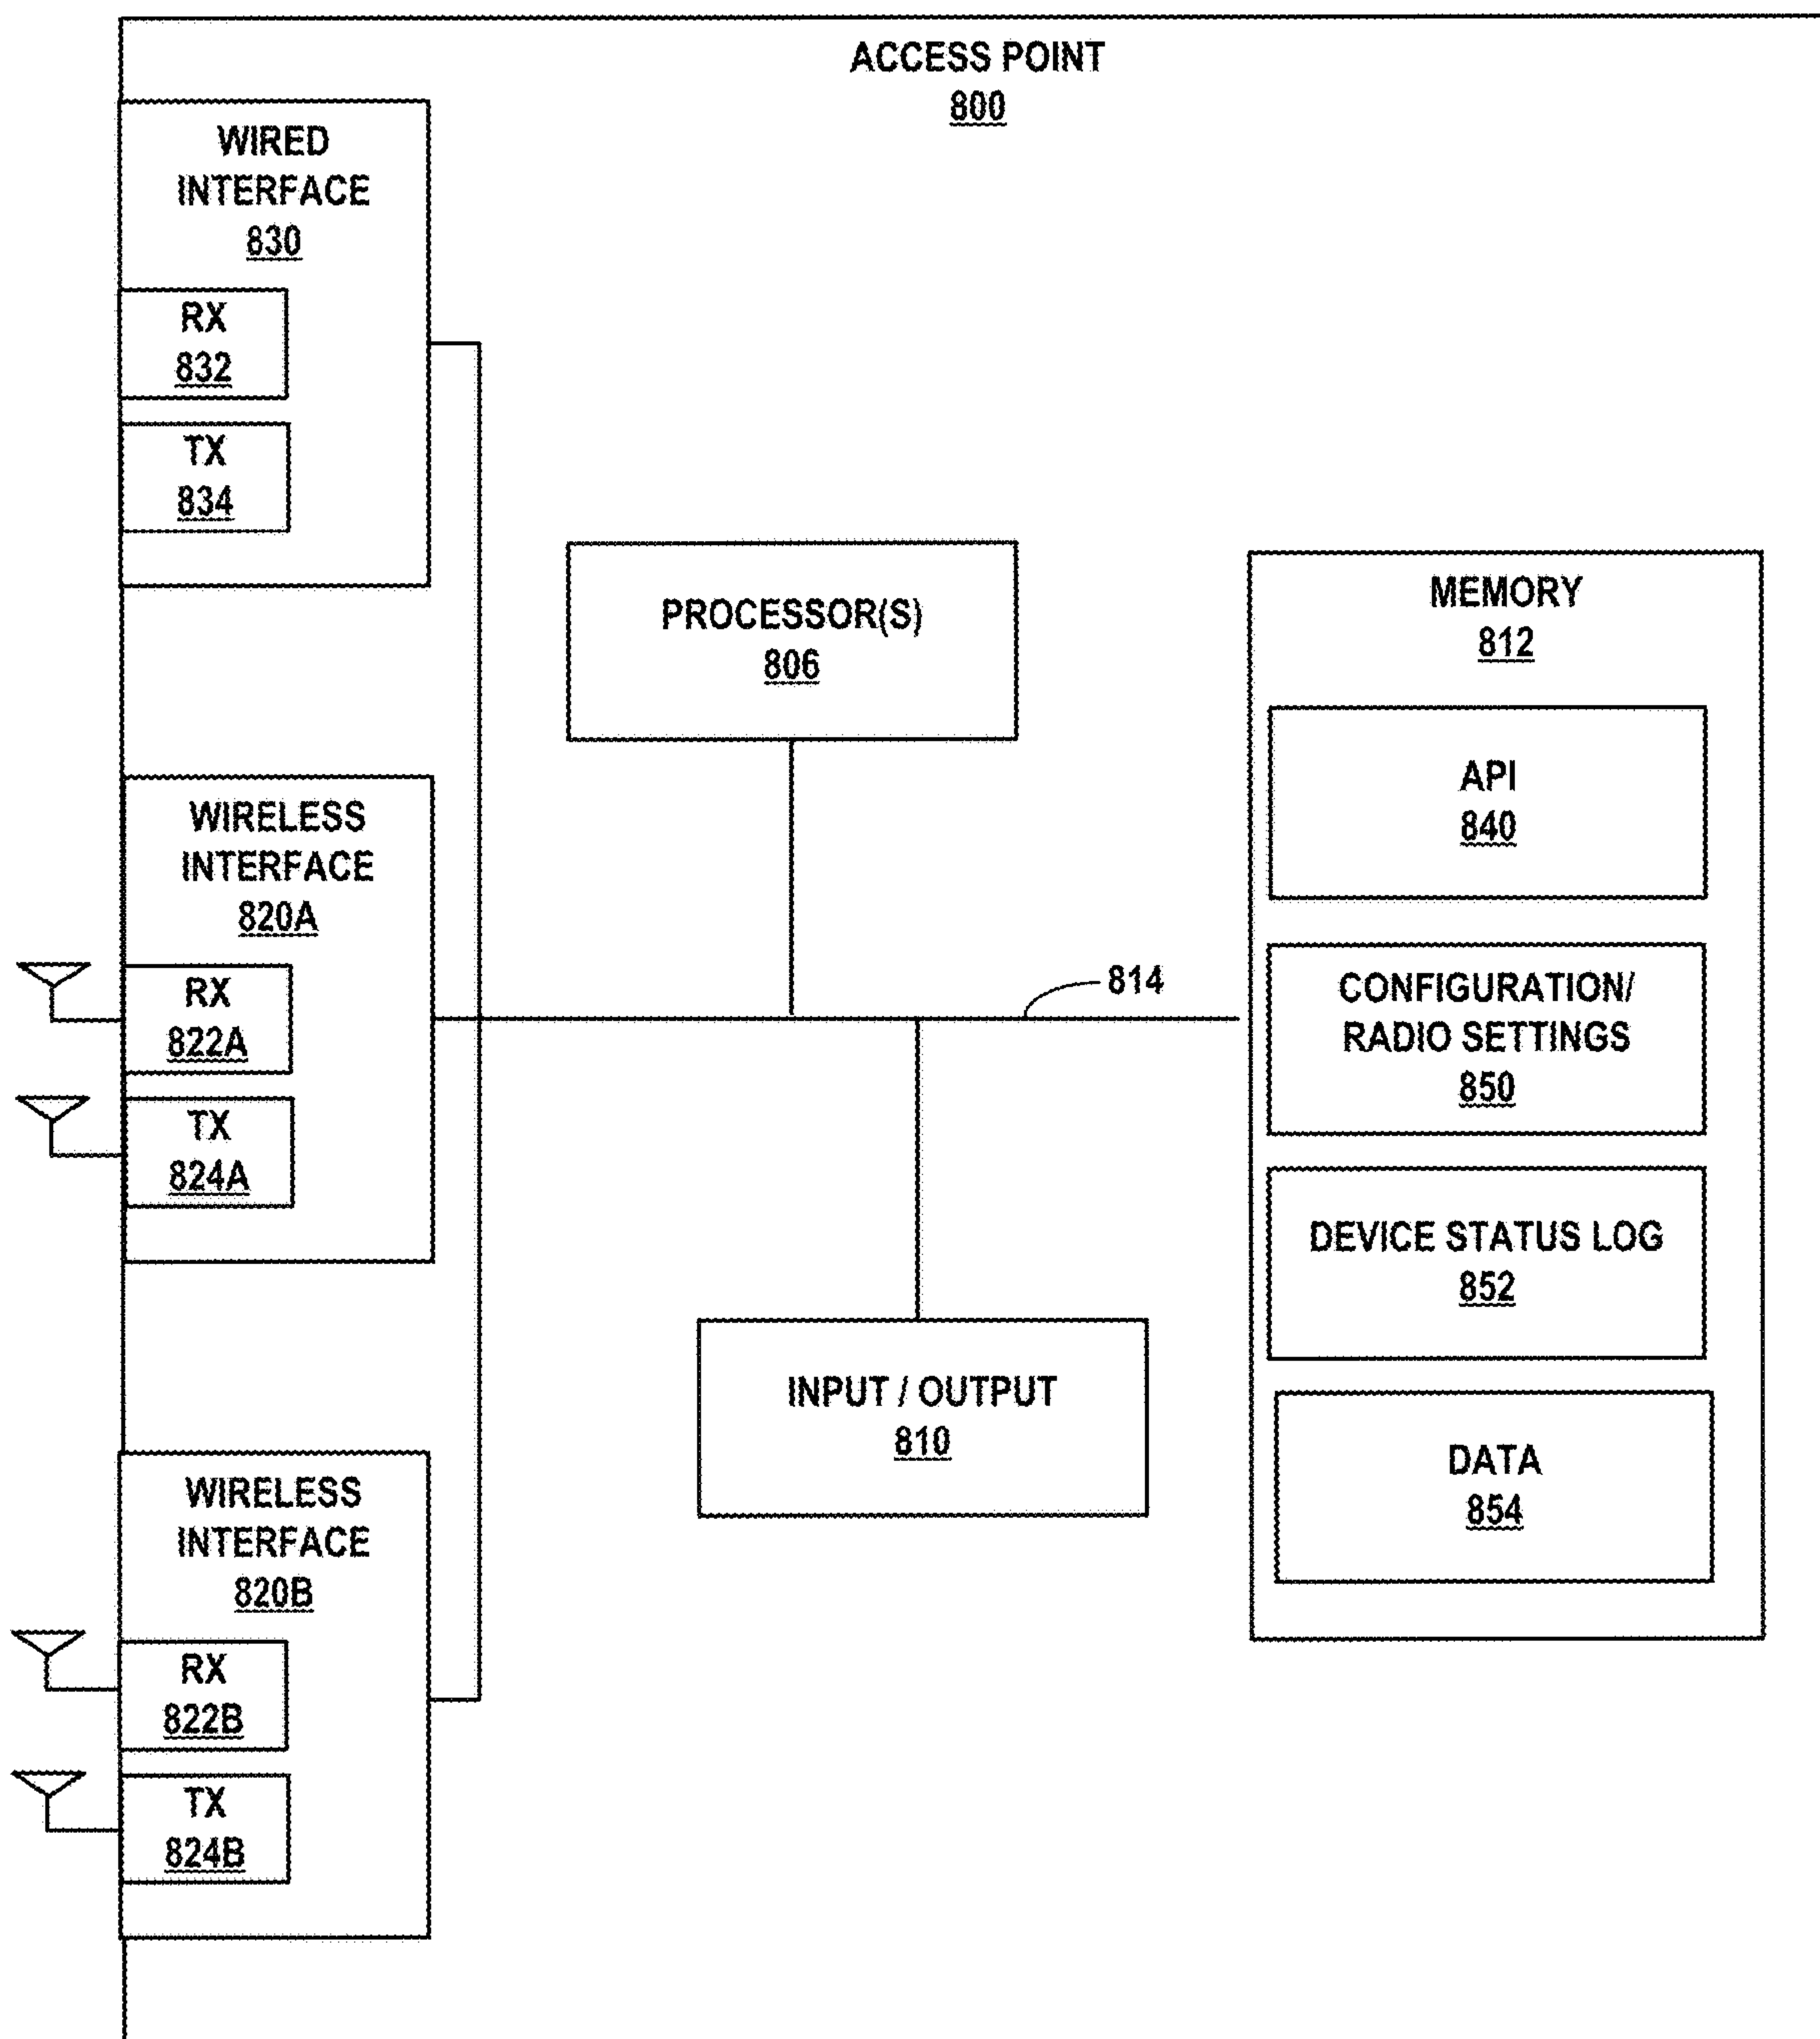 ACCESS POINT
800
WIRED
INTERFACE
830
RX
832
TX
834
PROCESSOR(S)
806
MEMORY
812
API
840
WIRELESS
INTERFACE
820A
RX
822A
TX
824A
814
CONFIGURATION/
RADIO SETTINGS
850
DEVICE STATUS LOG
852
INPUT / OUTPUT
810
DATA
854
WIRELESS
INTERFACE
820B
RX
822B
TX
824B